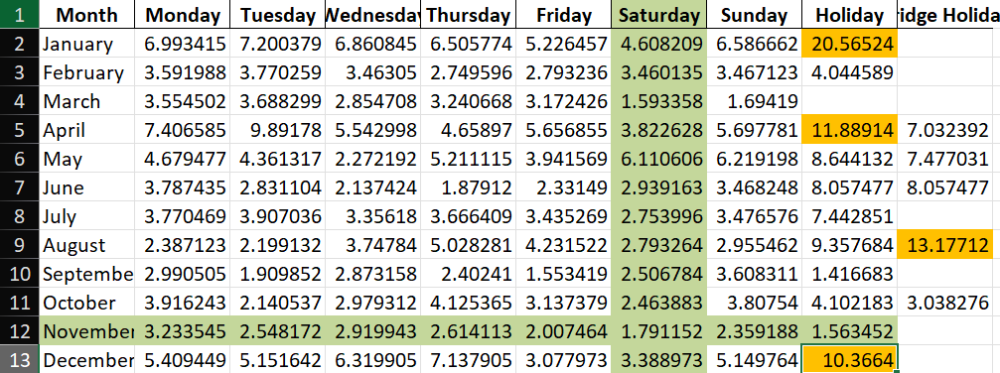 1 Month Monday Tuesday Wednesday Thursday Friday Saturday Sunday Holiday ridge Holida
2 January 6.993415 7.200379 6.860845 6.505774 5.226457 4.608209 6.586662 20.56524
3 February 3.591988 3.770259 3.46305 2.749596 2.793236 3.460135 3.467123 4.044589
4 March 3.554502 3.688299 2.854708 3.240668 3.172426 1.593358 1.69419
5 April 7.406585 9.89178 5.542998 4.65897 5.656855 3.822628 5.697781 11.88914 7.032392
6 May 4.679477 4.361317 2.272192 5.211115 3.941569 6.110606 6.219198 8.644132 7.477031
7 June 3.787435 2.831104 2.137424 1.87912 2.33149 2.939163 3.468248 8.057477 8.057477
8 July 3.770469 3.907036 3.35618 3.666409 3.435269 2.753996 3.476576 7.442851
9 August 2.387123 2.199132 3.74784 5.028281 4.231522 2.793264 2.955462 9.357684 13.17712
10 Septembe 2.990505 1.909852 2.873158 2.40241 1.553419 2.506784 3.608311 1.416683
11 October 3.916243 2.140537 2.979312 4.125365 3.137379 2.463883 3.80754 4.102183 3.038276
12 November 3.233545 2.548172 2.919943 2.614113 2.007464 1.791152 2.359188 1.563452
13 December 5.409449 5.151642 6.319905 7.137905 3.077973 3.388973 5.149764 10.3664